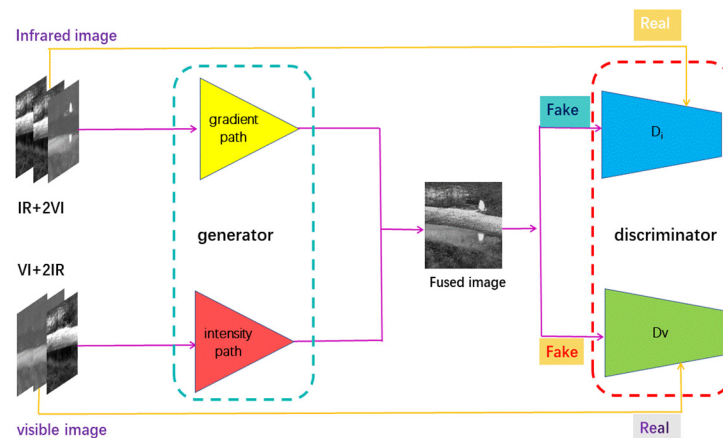 Infrared image
Real
gradient
path
Fake
Di
IR+2VI
generator
discriminator
VI+2IR
Fused image
intensity
path
Fake
Dv
visible image
Real